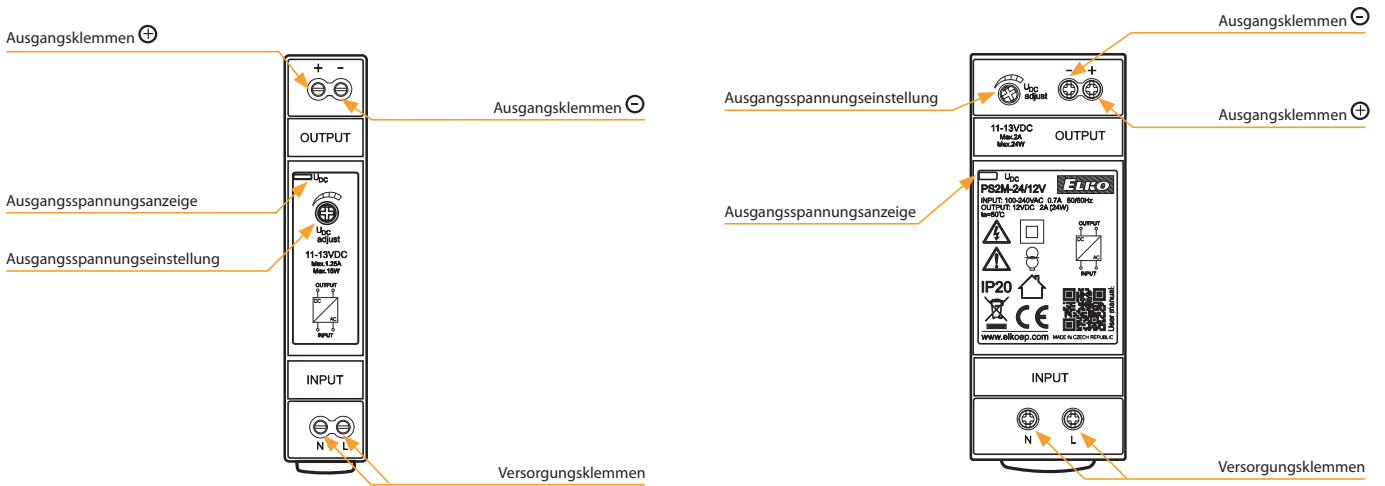 Ausgangsklemmen ⊕
+ -
Ausgangsklemmen ⊖
OUTPUT
UDC
Ausgangsspannungsanzeige
UDC
adjust
Ausgangsspannungseinstellung
11-13VDC
Max.1.25A
Max.15W
OUTPUT
DC
AC
INPUT
INPUT
N L
Versorgungsklemmen
Ausgangsklemmen ⊖
- +
Ausgangsspannungseinstellung
UDC
adjust
Ausgangsklemmen ⊕
11-13VDC
Max.2A
Max.24W
OUTPUT
UDC
PS2M-24/12V
ELKO
INPUT: 100-240VAC 0.7A 50/60Hz
OUTPUT: 12VDC 2A (24W)
ta=50°C
Ausgangsspannungsanzeige
OUTPUT
DC
AC
INPUT
IP20
CE
User manual:
www.elkoep.com
MADE IN CZECH REPUBLIC
INPUT
N L
Versorgungsklemmen